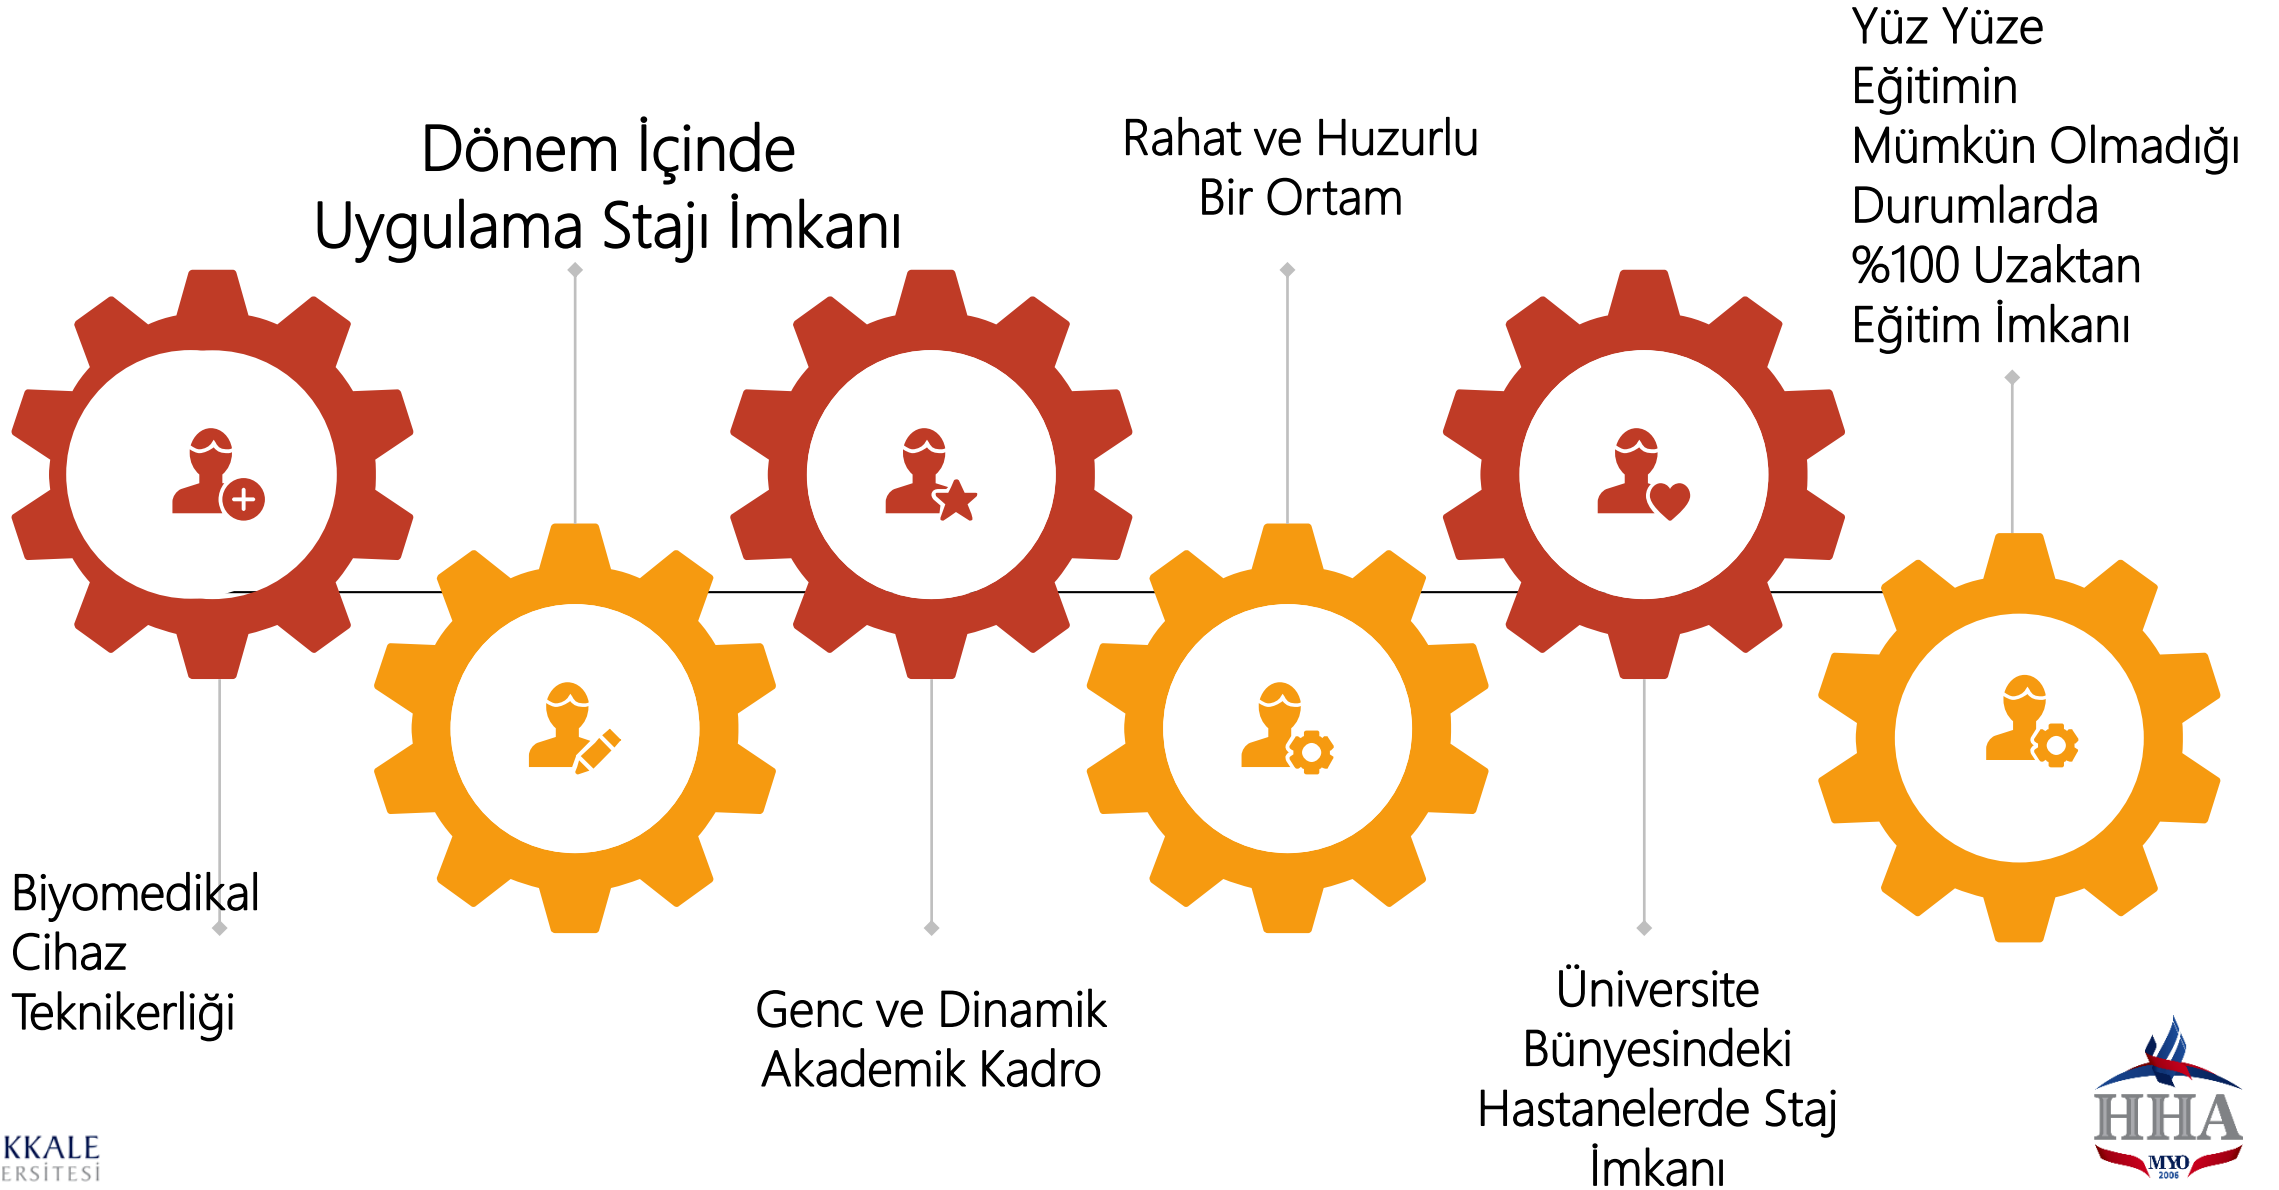 Dönem İçinde
Uygulama Stajı İmkanı
Rahat ve Huzurlu
Bir Ortam
Yüz Yüze
Eğitimin
Mümkün Olmadığı
Durumlarda
%100 Uzaktan
Eğitim İmkanı
Biyomedikal
Cihaz
Teknikerliği
Genc ve Dinamik
Akademik Kadro
Üniversite
Bünyesindeki
Hastanelerde Staj
İmkanı
KKALE
ERSİTESİ
HHA
MYO
2006